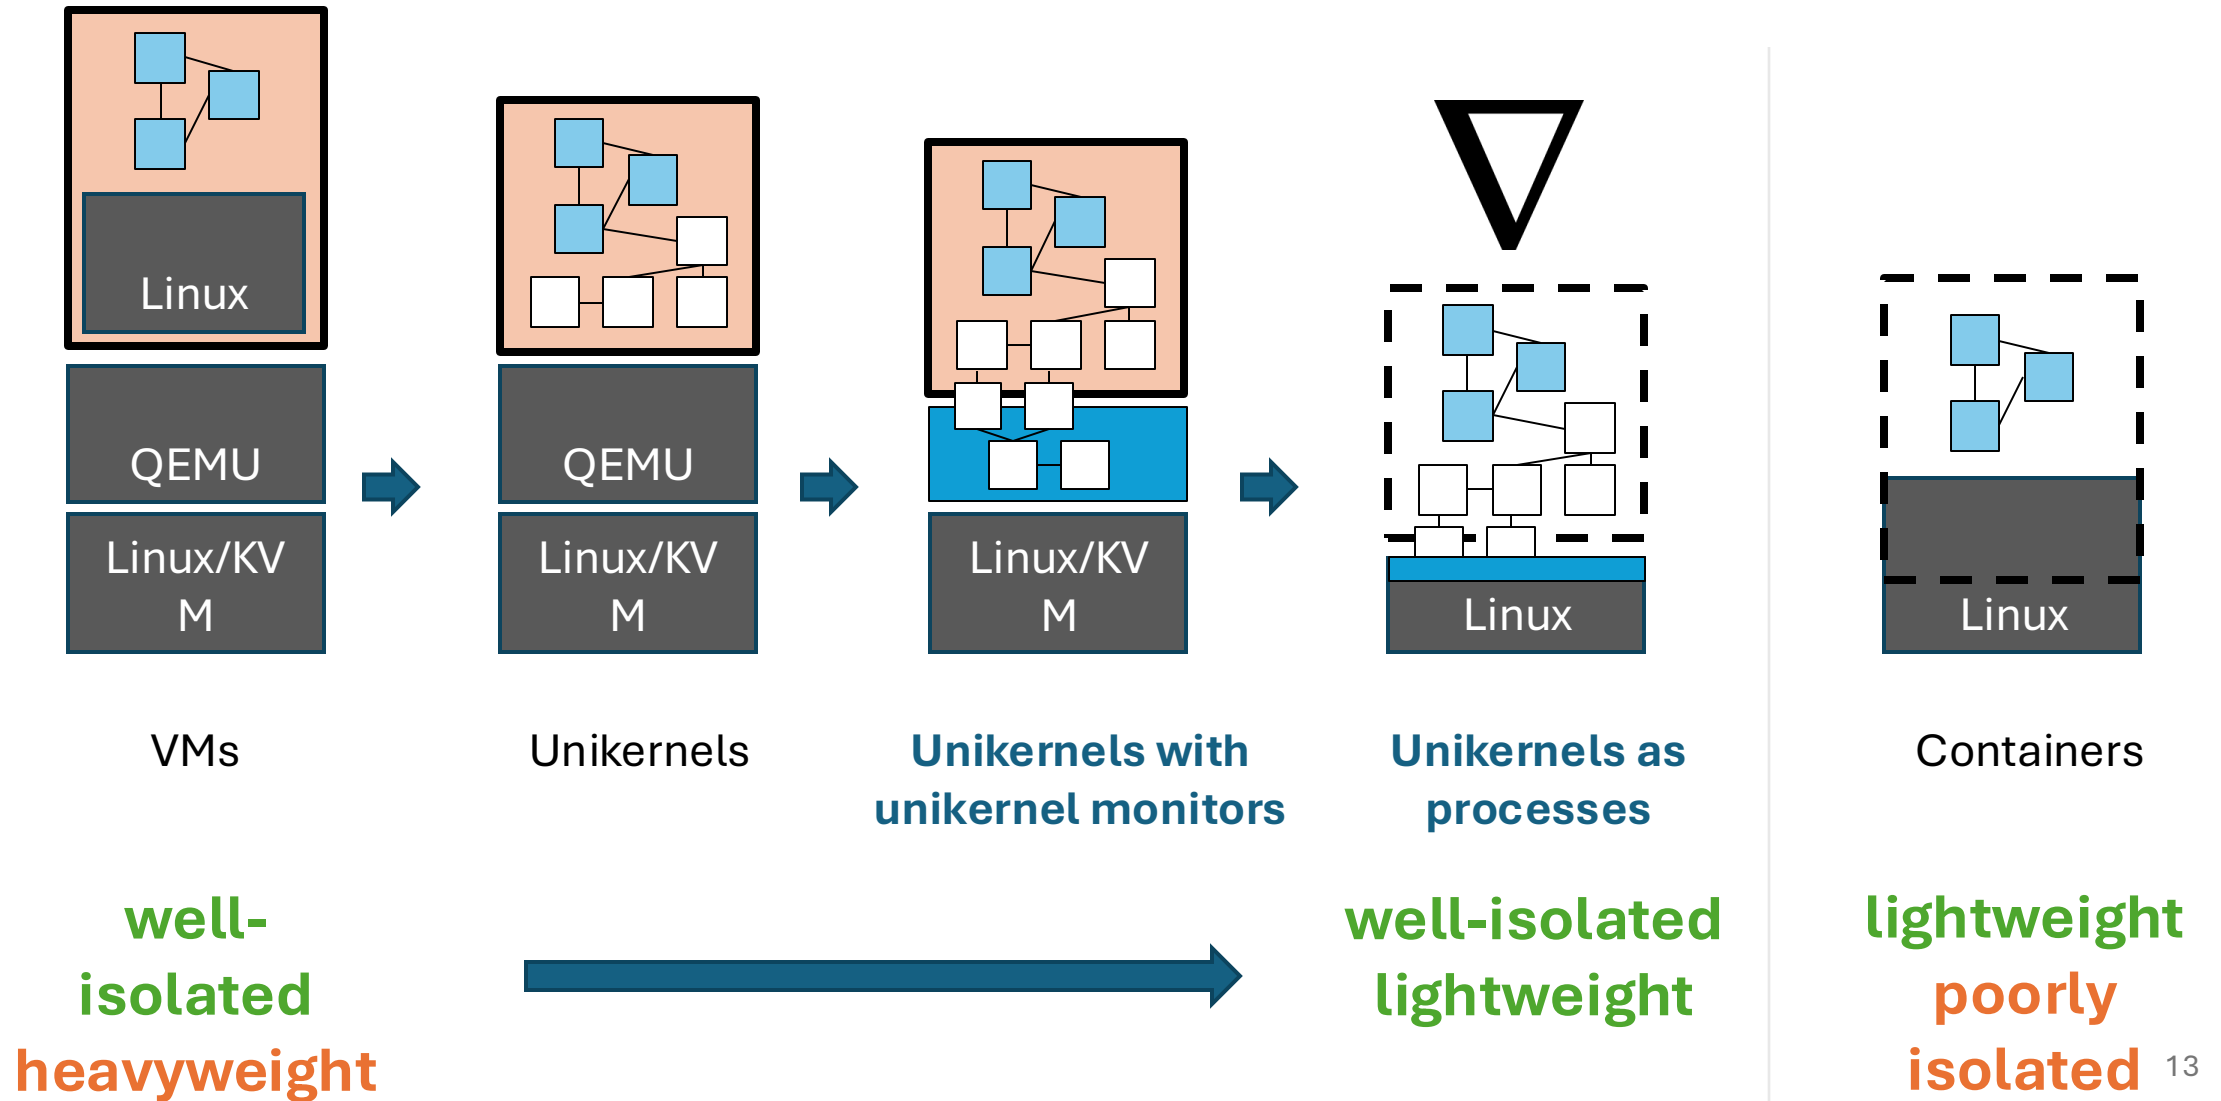 Linux
QEMU
Linux/KV
M
VMs
well-
isolated
heavyweight
QEMU
Linux/KV
M
Unikernels
Linux/KV
M
Unikernels with
unikernel monitors
Linux
Unikernels as
processes
well-isolated
lightweight
Linux
Containers
lightweight
poorly
isolated
13